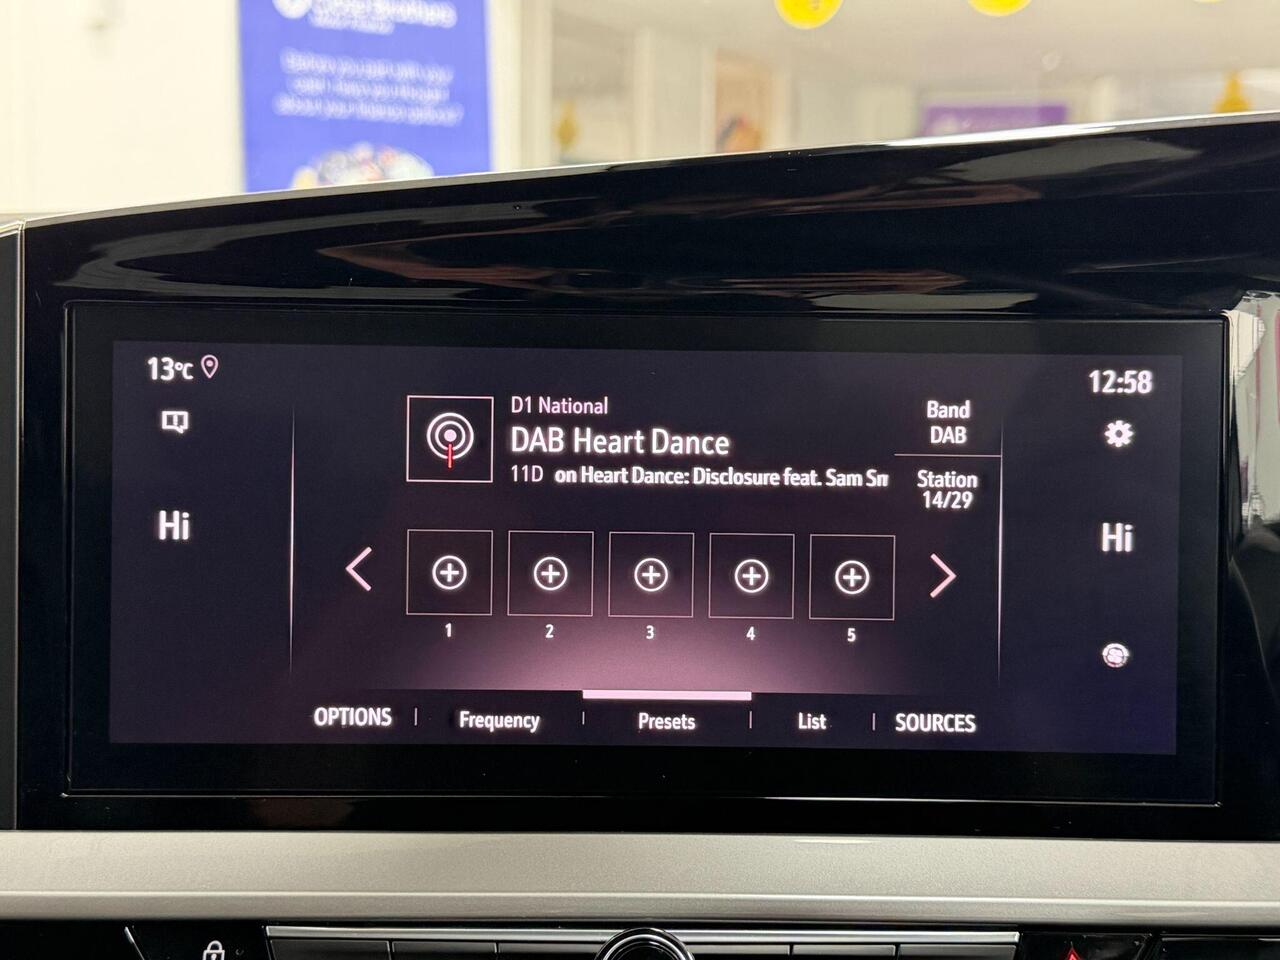 13°C
12:58
Hi
Hi
D1 National
DAB Heart Dance
11D on Heart Dance: Disclosure feat. Sam Sm
Band
DAB
Station
14/29
1
2
3
4
5
OPTIONS
Frequency
Presets
List
SOURCES